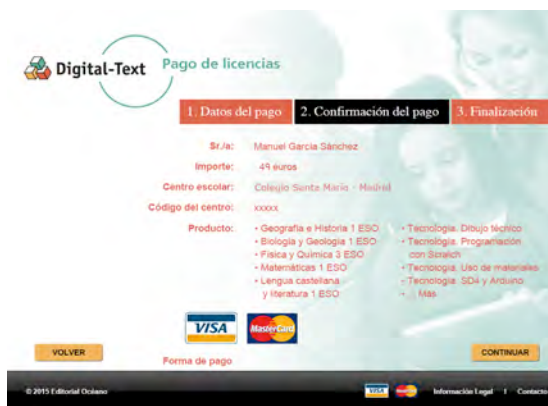 Digital-Text
Pago de licencias
1. Datos del pago
2. Confirmación del pago
3. Finalización
Sr./a: Manuel García Sánchez
Importe: 49 euros
Centro escolar: Colegio Santa María - Madrid
Código del centro: xxxxx
Producto:
• Geografía e Historia 1 ESO
• Biología y Geología 1 ESO
• Física y Química 3 ESO
• Matemáticas 1 ESO
• Lengua castellana
y literatura 1 ESO
• Tecnología. Dibujo técnico
• Tecnología. Programación
con Scratch
• Tecnología. Uso de materiales
• Tecnología. SD4 y Arduino
• ... Más
VISA
MasterCard
Forma de pago
VOLVER
CONTINUAR
© 2015 Editorial Océano
VISA
MasterCard
Información Legal | Contacto